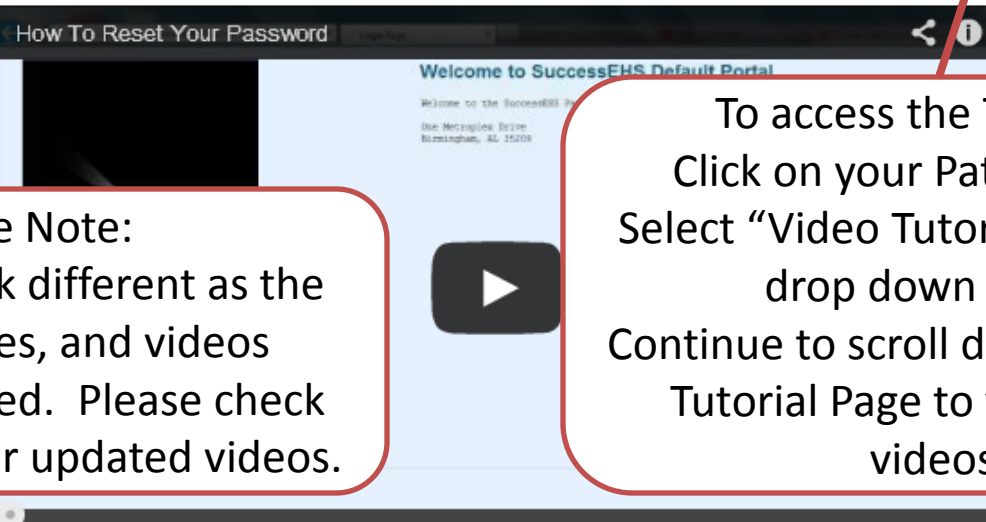 How To Reset Your Password
Login Page
Welcome to SuccessEHS Default Portal
Welcome to the SuccessEHS
One Metroplex Drive
Birmingham, AL 35209
e Note:
k different as the
es, and videos
ed. Please check
r updated videos.
To access the
Click on your Pat
Select “Video Tutor
drop down
Continue to scroll d
Tutorial Page to
videos